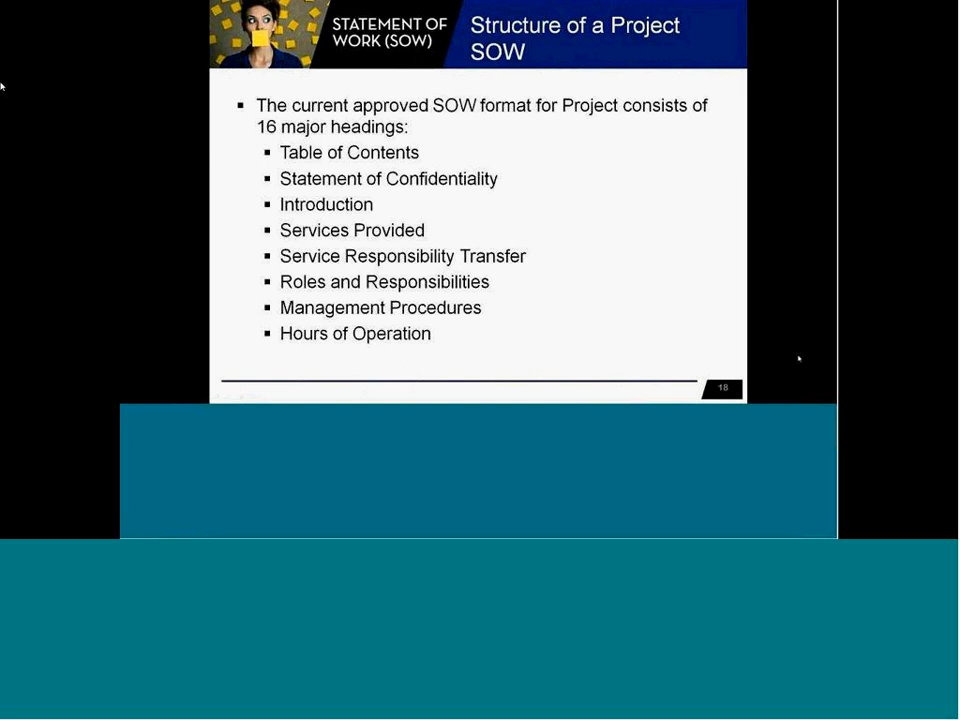 STATEMENT OF
WORK (SOW)
Structure of a Project
SOW
▪ The current approved SOW format for Project consists of
16 major headings:
▪ Table of Contents
▪ Statement of Confidentiality
▪ Introduction
▪ Services Provided
▪ Service Responsibility Transfer
▪ Roles and Responsibilities
▪ Management Procedures
▪ Hours of Operation
18